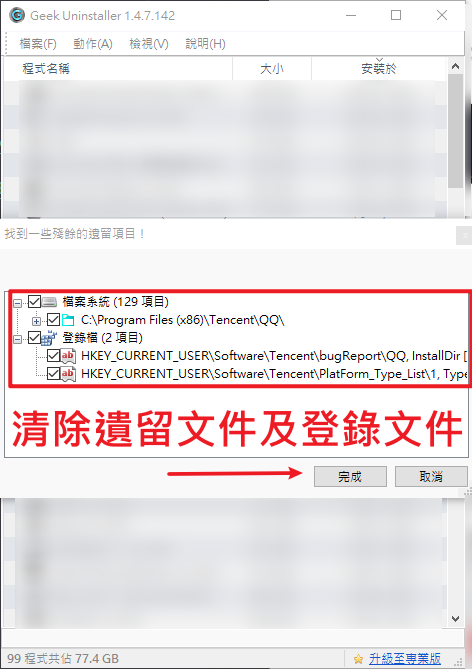 Geek Uninstaller 1.4.7.142
檔案(F) 動作(A) 檢視(V) 說明(H)
程式名稱 大小 安裝於
找到一些殘餘的遺留項目！
檔案系統 (129 項目)
C:\Program Files (x86)\Tencent\QQ\
登錄檔 (2 項目)
HKEY_CURRENT_USER\Software\Tencent\bugReport\QQ, InstallDir [
HKEY_CURRENT_USER\Software\Tencent\PlatForm_Type_List\1, Type
清除遺留文件及登錄文件
完成 取消
99 程式共佔 77.4 GB 升級至專業版